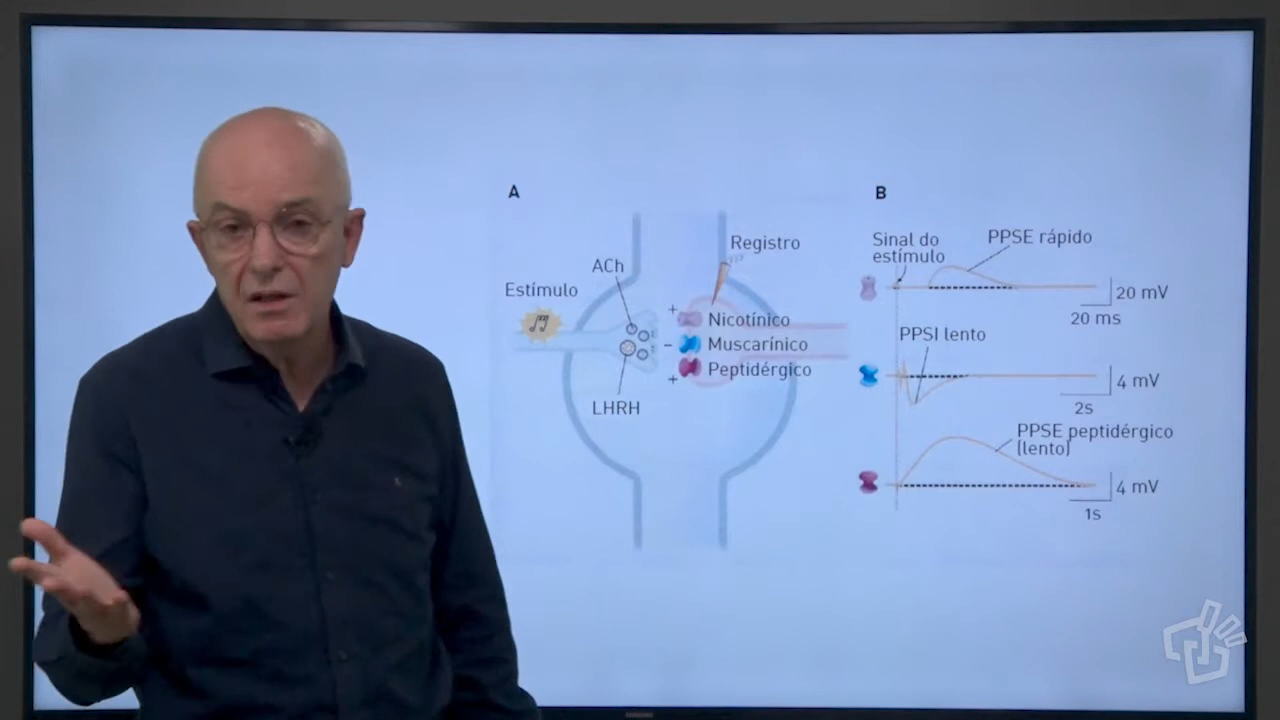 A
Estímulo
ACh
LHRH
Registro
+
Nicotínico
– Muscarínico
Peptidérgico
+
B
Sinal do
estímulo
PPSE rápido
20 mV
20 ms
PPSI lento
4 mV
2s
PPSE peptidérgico
(lento)
4 mV
1s
SAMSUNG